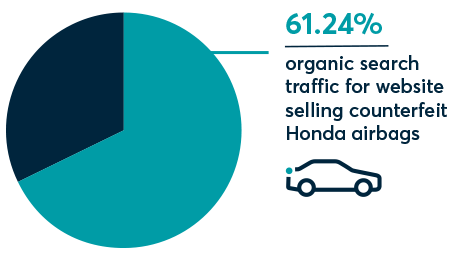 61.24%
organic search
traffic for website
selling counterfeit
Honda airbags